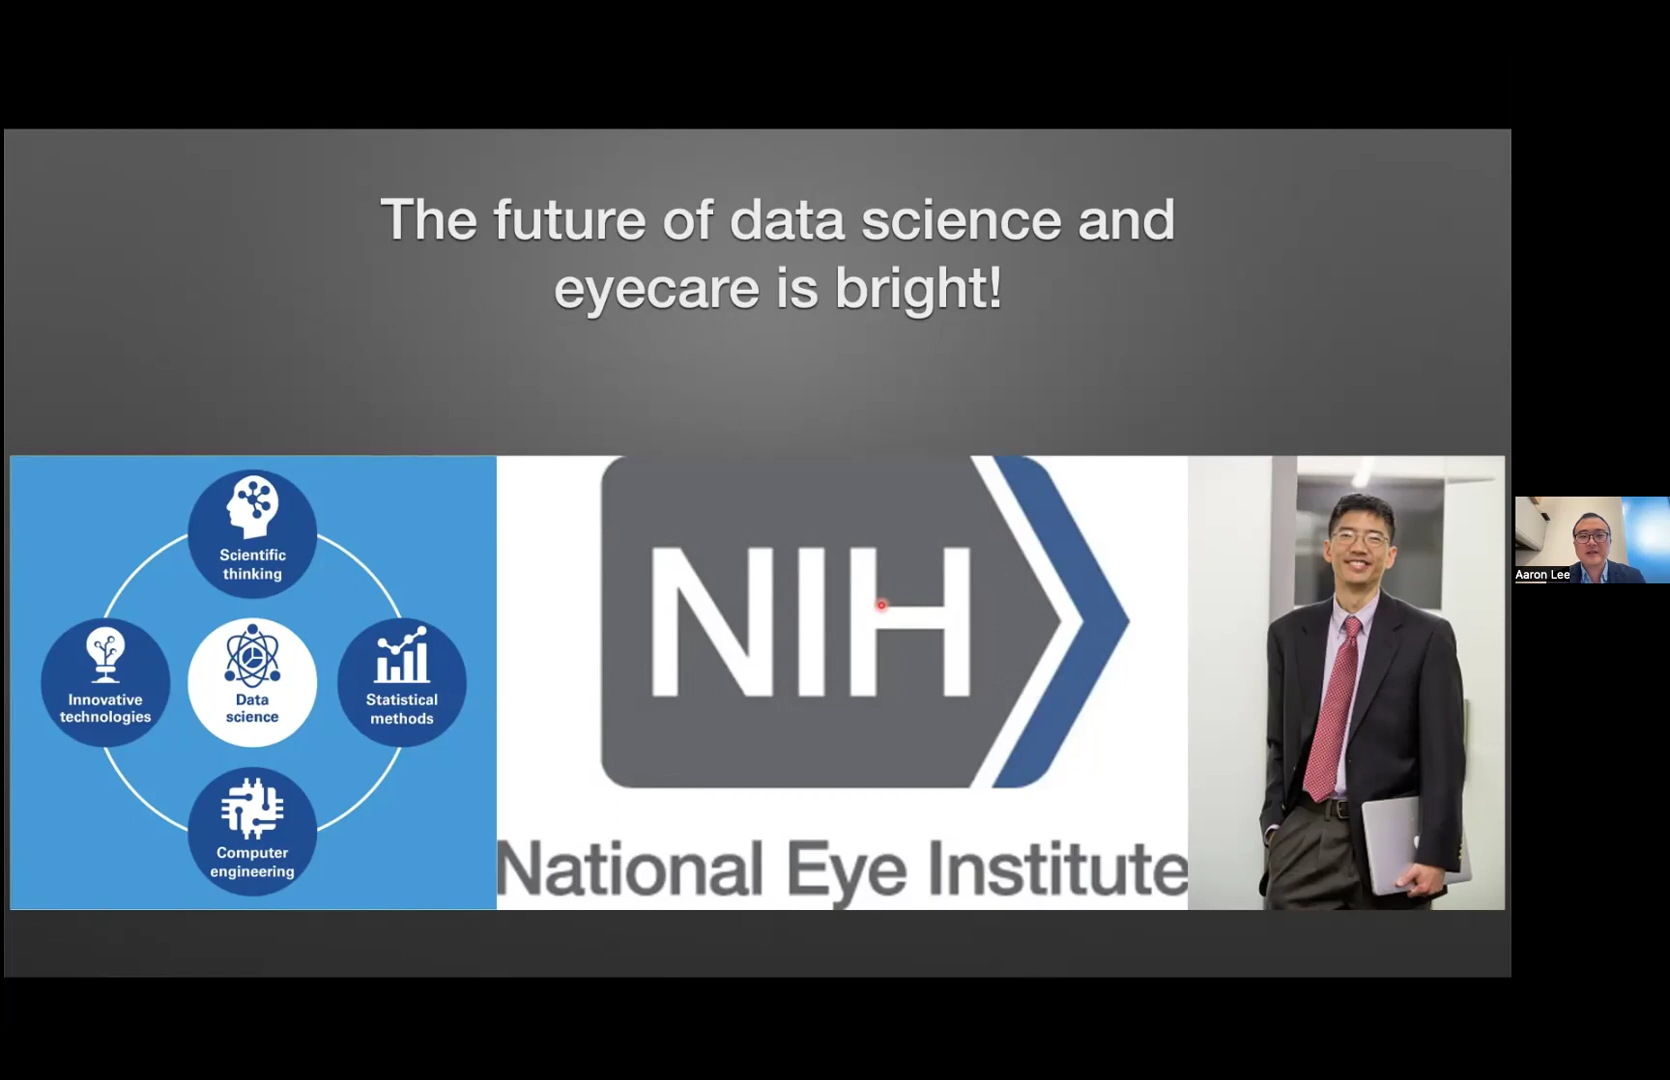 The future of data science and
eyecare is bright!
Scientific
thinking
Innovative
technologies
Data
science
Statistical
methods
Computer
engineering
NIH
National Eye Institute
Aaron Lee